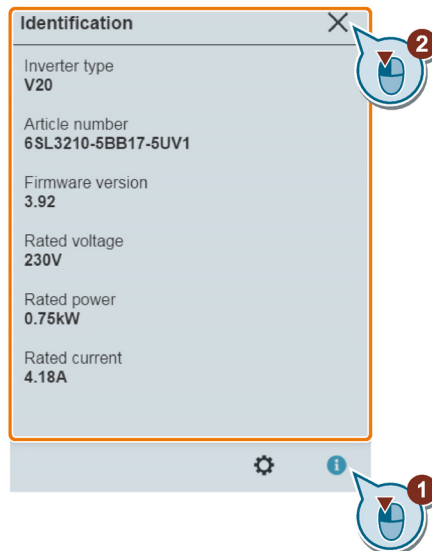 Identification
2
Inverter type
V20
Article number
6SL3210-5BB17-5UV1
Firmware version
3.92
Rated voltage
230V
Rated power
0.75kW
Rated current
4.18A
1